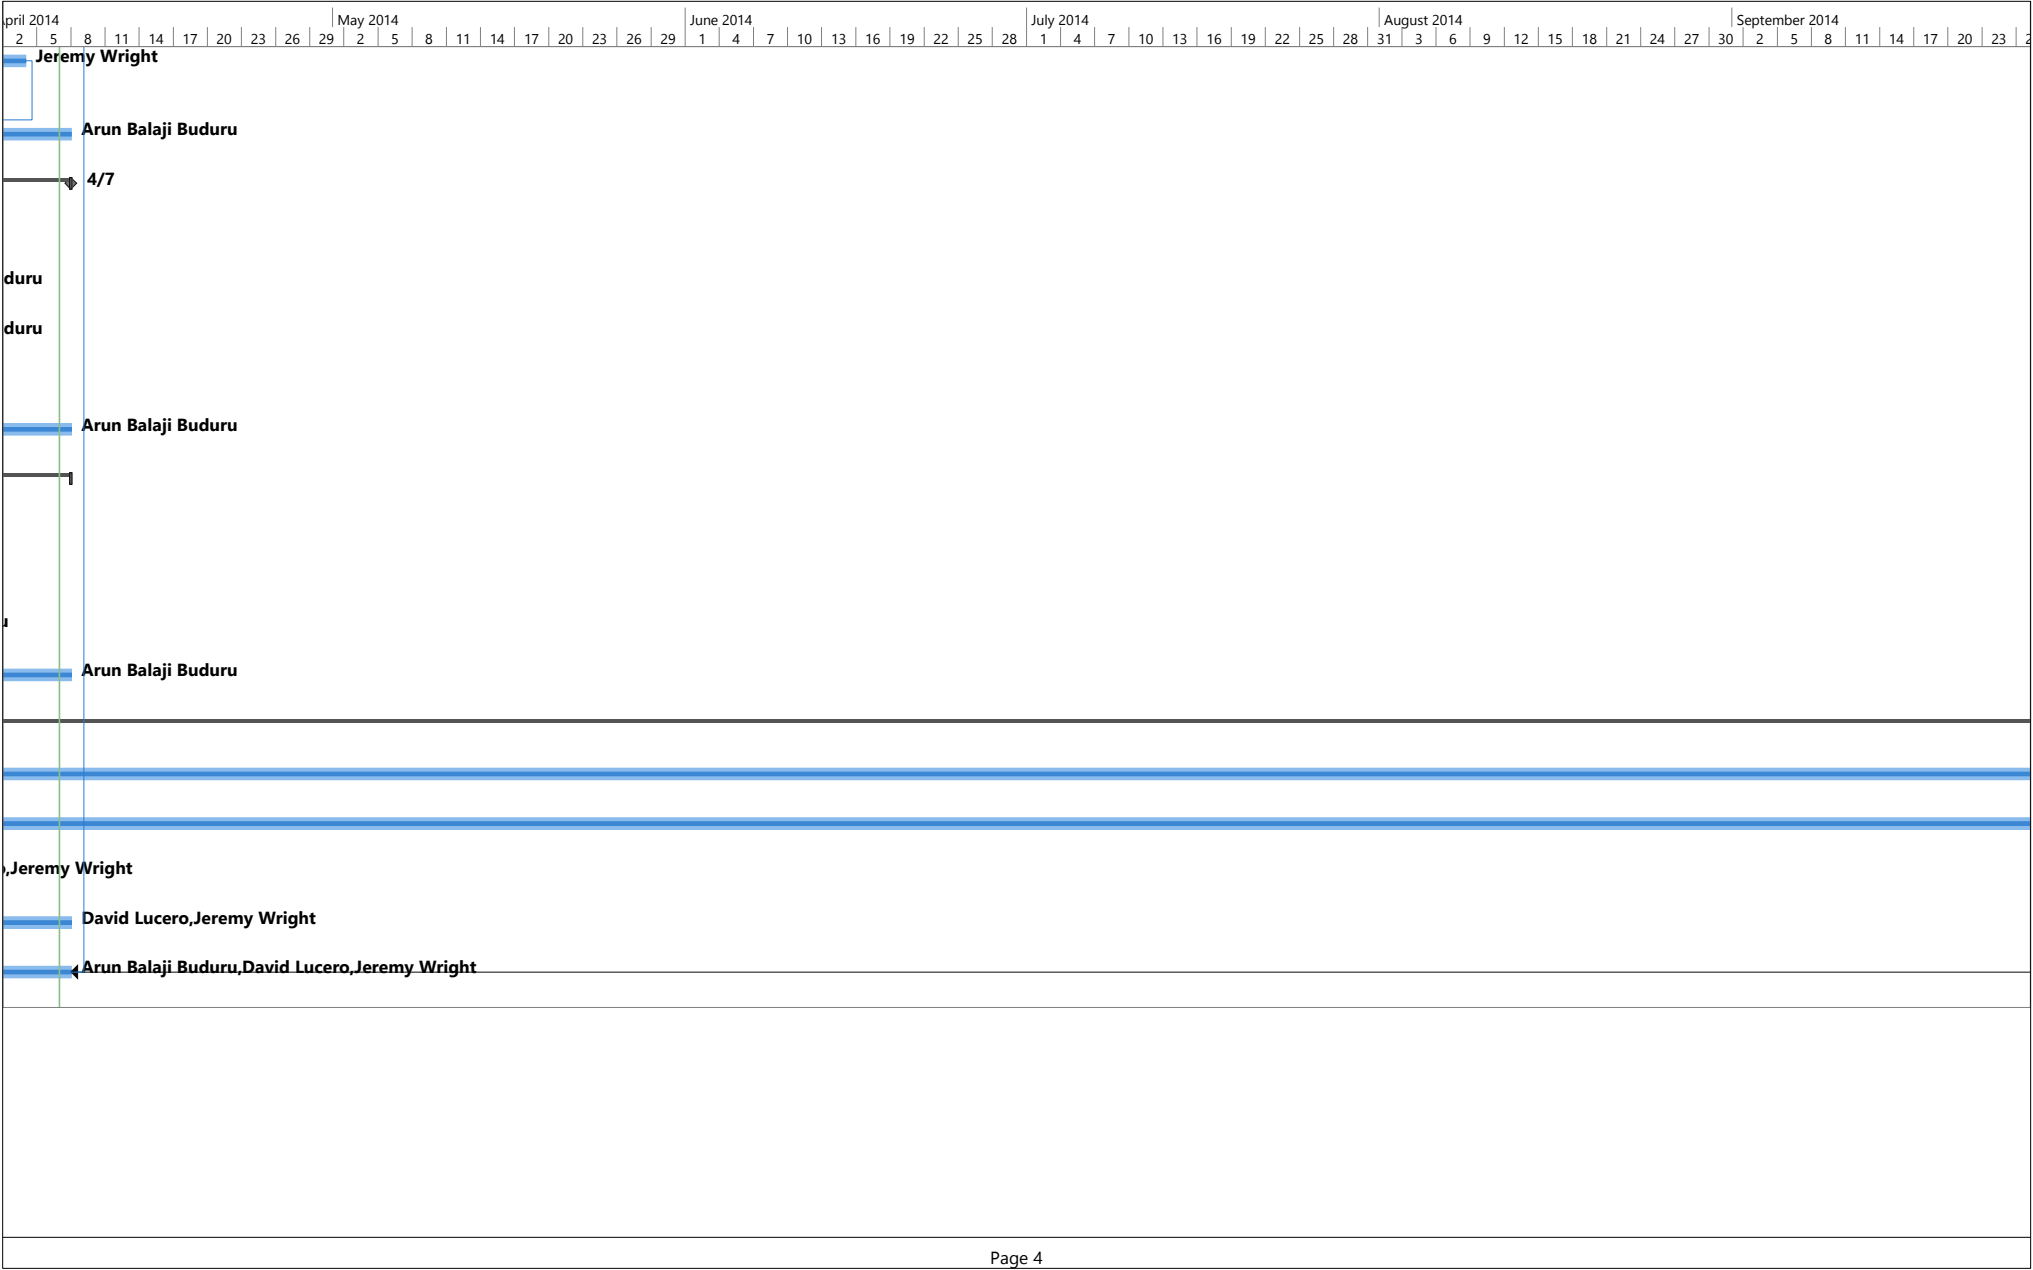 pril 2014 May 2014 June 2014 July 2014 August 2014 September 2014
2 5 8 11 14 17 20 23 26 29 2 5 8 11 14 17 20 23 26 29 1 4 7 10 13 16 19 22 25 28 1 4 7 10 13 16 19 22 25 28 31 3 6 9 12 15 18 21 24 27 30 2 5 8 11 14 17 20 23 2
Jeremy Wright
Arun Balaji Buduru
4/7
duru
duru
Arun Balaji Buduru
u
Arun Balaji Buduru
,Jeremy Wright
David Lucero,Jeremy Wright
Arun Balaji Buduru,David Lucero,Jeremy Wright
Page 4